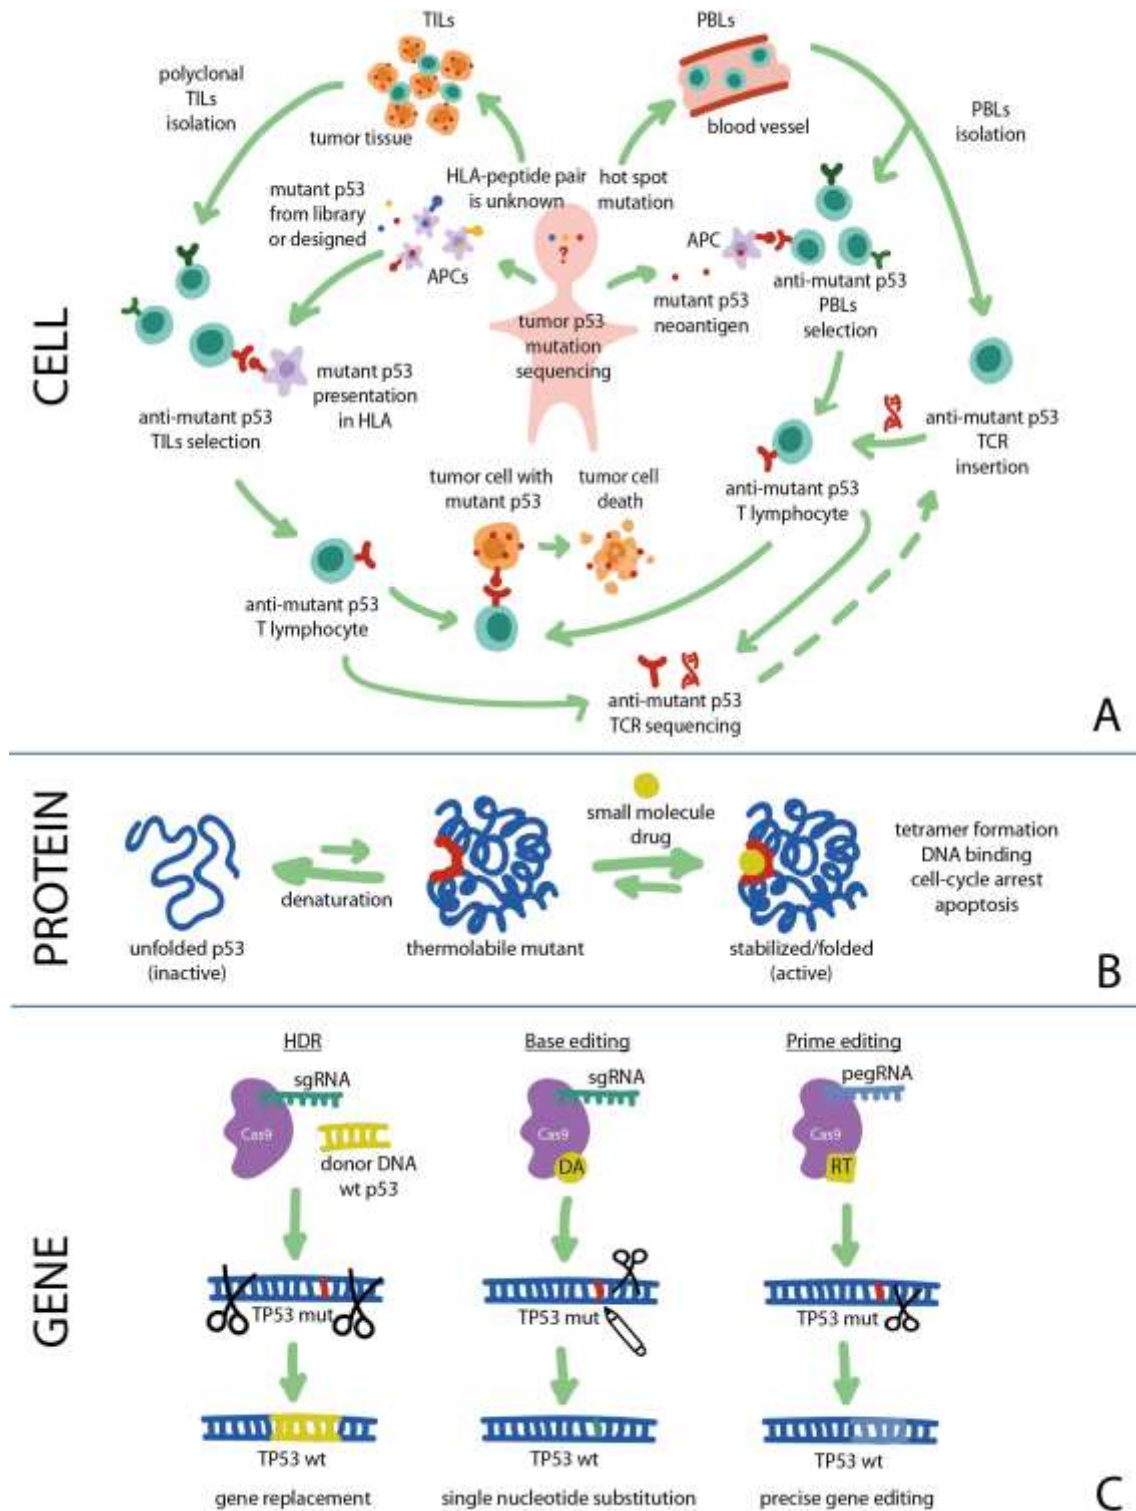 TILs
PBLs
polyclonal
TILs
isolation
tumor tissue
blood vessel
PBLs
isolation
HLA-peptide pair
is unknown
hot spot
mutation
mutant p53
from library
or designed
APCs
APC
mutant p53
neoantigen
anti-mutant p53
PBLs
selection
?
tumor p53
mutation
sequencing
mutant p53
presentation
in HLA
anti-mutant p53
TILs selection
anti-mutant p53
TCR
insertion
tumor cell with
mutant p53
tumor cell
death
anti-mutant p53
T lymphocyte
anti-mutant p53
T lymphocyte
anti-mutant p53
TCR sequencing
CELL
A
PROTEIN
small molecule
drug
denaturation
unfolded p53
(inactive)
thermolabile mutant
stabilized/folded
(active)
tetramer formation
DNA binding
cell-cycle arrest
apoptosis
B
GENE
HDR
sgRNA
Cas9
donor DNA
wt p53
TP53 mut
TP53 wt
gene replacement
Base editing
sgRNA
Cas9
DA
TP53 mut
TP53 wt
single nucleotide substitution
Prime editing
pegRNA
Cas9
RT
TP53 mut
TP53 wt
precise gene editing
C